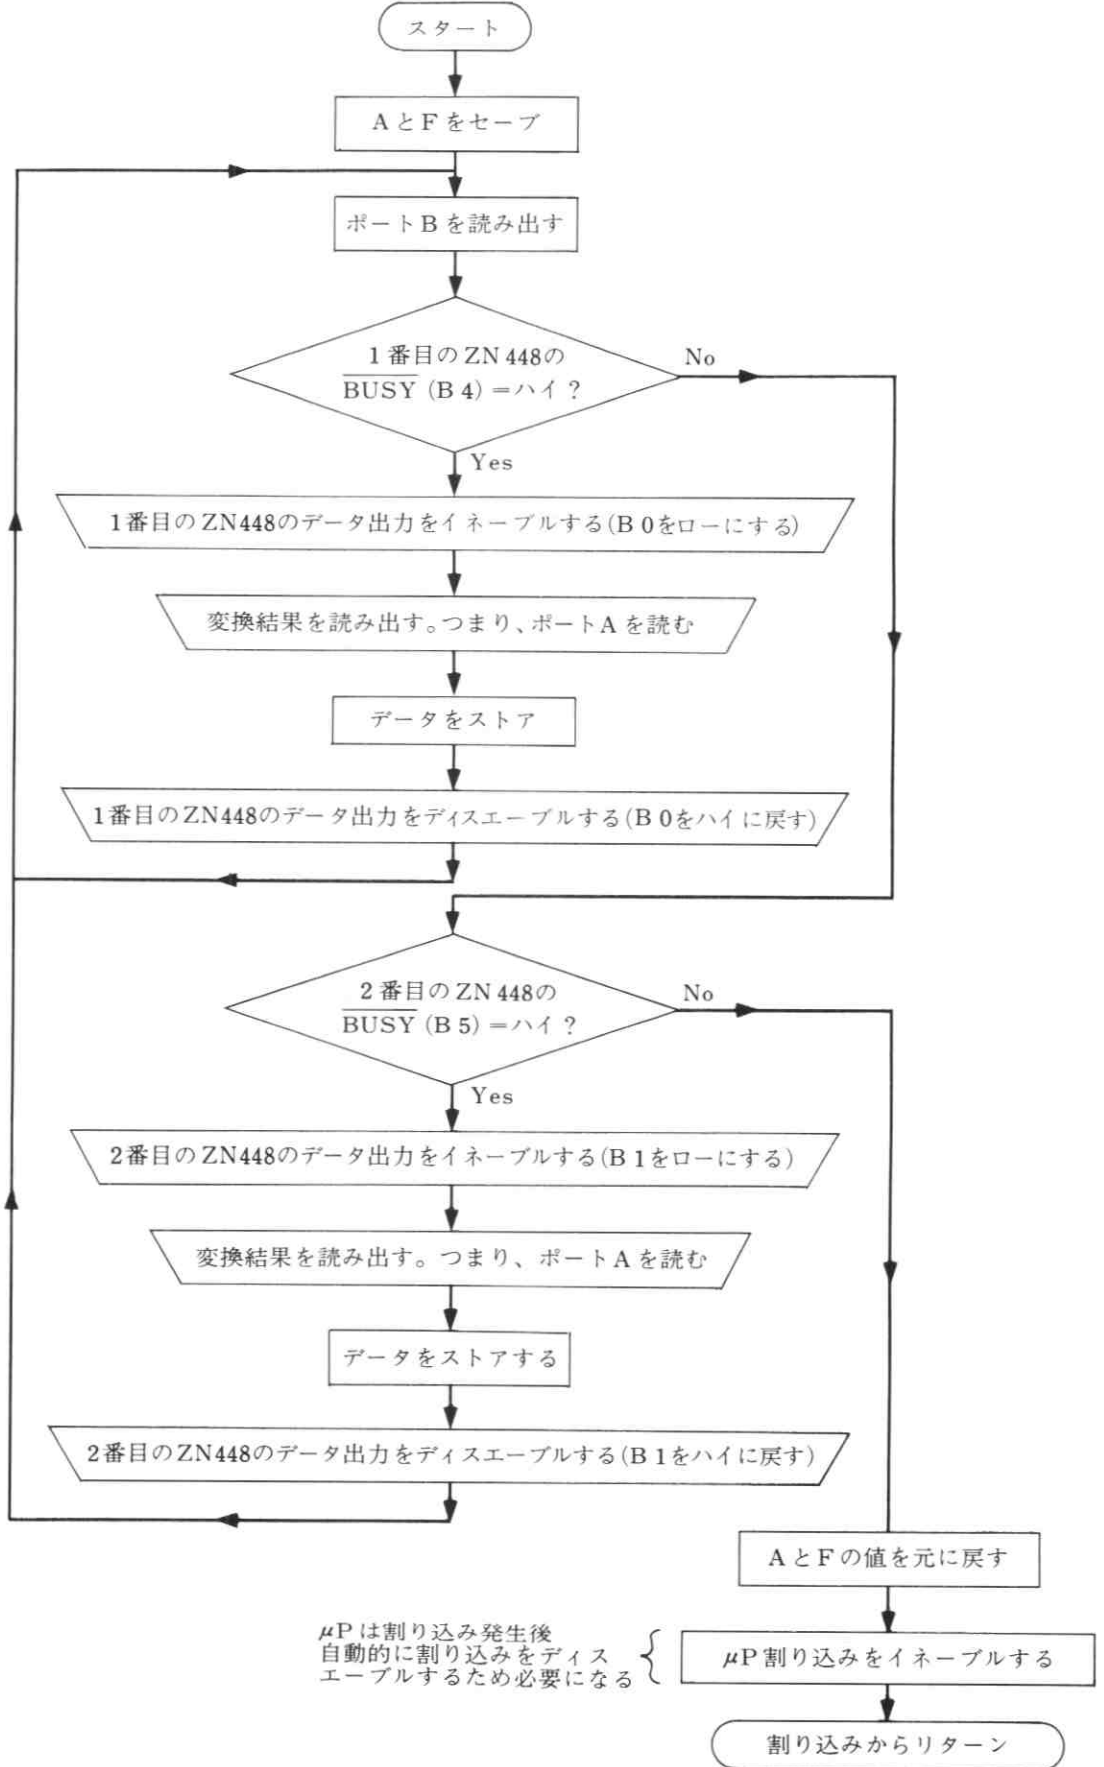 スタート
AとFをセーブ
ポートBを読み出す
1番目のZN448の
BUSY(B4)=ハイ?
No
Yes
1番目のZN448のデータ出力をイネーブルする(B0をローにする)
変換結果を読み出す。つまり、ポートAを読む
データをストア
1番目のZN448のデータ出力をディスエーブルする(B0をハイに戻す)
2番目のZN448の
BUSY(B5)=ハイ?
No
Yes
2番目のZN448のデータ出力をイネーブルする(B1をローにする)
変換結果を読み出す。つまり、ポートAを読む
データをストアする
2番目のZN448のデータ出力をディスエーブルする(B1をハイに戻す)
AとFの値を元に戻す
μPは割り込み発生後
自動的に割り込みをディス
エーブルするため必要になる
μP割り込みをイネーブルする
割り込みからリターン